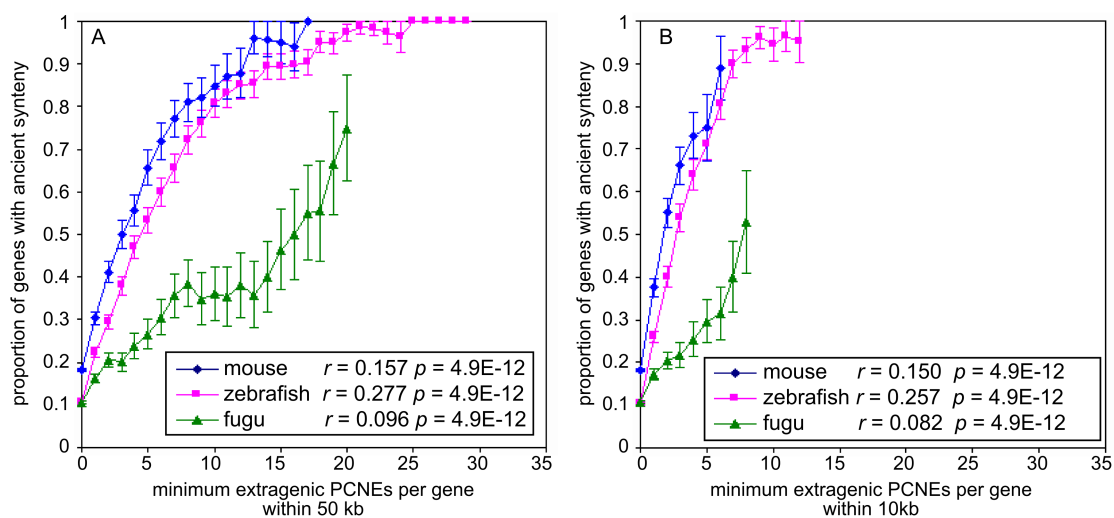 A
proportion of genes with ancient synteny
1
0.9
0.8
0.7
0.6
0.5
0.4
0.3
0.2
0.1
0
mouse r = 0.157 p = 4.9E-12
zebrafish r = 0.277 p = 4.9E-12
fugu r = 0.096 p = 4.9E-12
0 5 10 15 20 25 30 35
minimum extragenic PCNEs per gene
within 50 kb
B
proportion of genes with ancient synteny
1
0.9
0.8
0.7
0.6
0.5
0.4
0.3
0.2
0.1
0
mouse r = 0.150 p = 4.9E-12
zebrafish r = 0.257 p = 4.9E-12
fugu r = 0.082 p = 4.9E-12
0 5 10 15 20 25 30 35
minimum extragenic PCNEs per gene
within 10kb